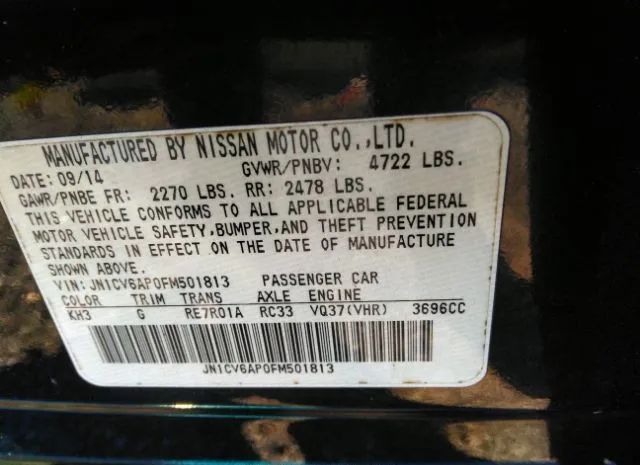 MANUFACTURED BY NISSAN MOTOR CO.,LTD.
DATE: 09/14 GVWR/PNBV: 4722 LBS.
GAWR/PNBE FR: 2270 LBS. RR: 2478 LBS.
THIS VEHICLE CONFORMS TO ALL APPLICABLE FEDERAL
MOTOR VEHICLE SAFETY,BUMPER,AND THEFT PREVENTION
STANDARDS IN EFFECT ON THE DATE OF MANUFACTURE
SHOWN ABOVE.
VIN: JN1CV6AP0FM501813 PASSENGER CAR
COLOR TRIM TRANS AXLE ENGINE
KH3 G RE7R01A RC33 VQ37(VHR) 3696CC
JN1CV6AP0FM501813